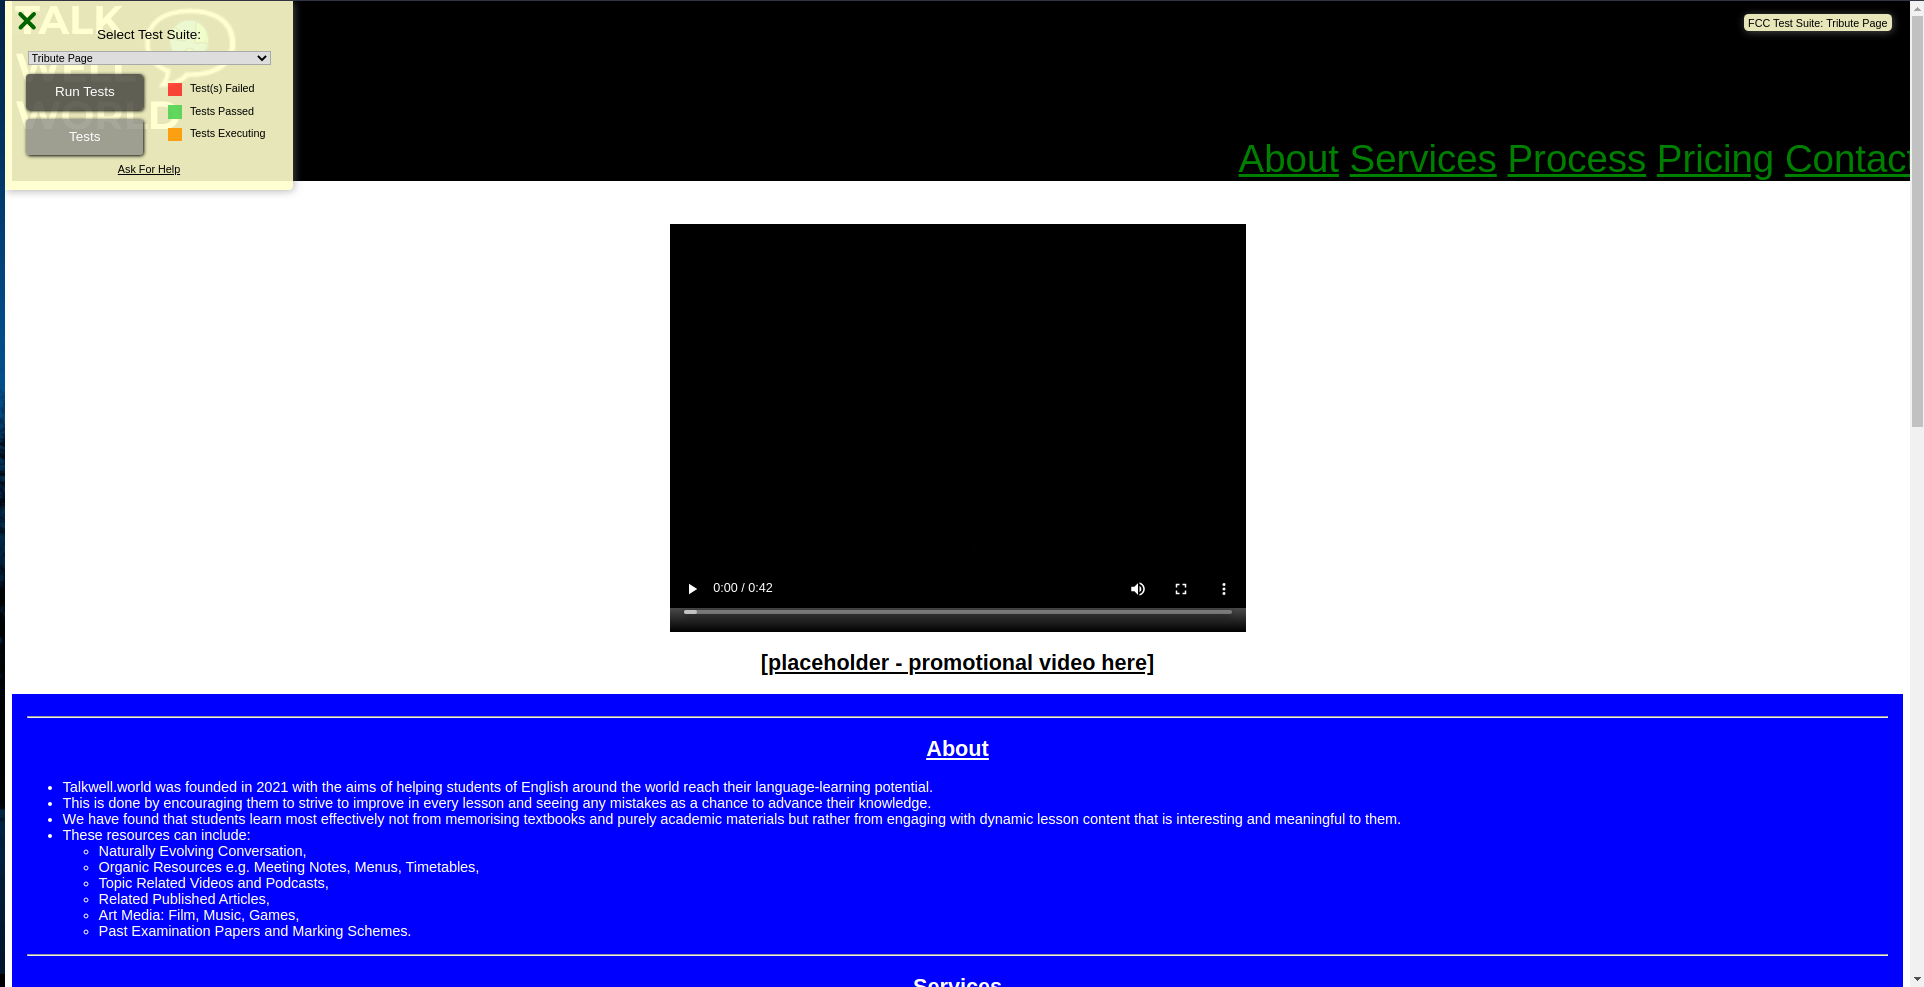 TALK
WELL
WORLD
Select Test Suite:
Tribute Page
Run Tests
Tests
Test(s) Failed
Tests Passed
Tests Executing
Ask For Help
FCC Test Suite: Tribute Page
About Services Process Pricing Contact
0:00 / 0:42
[placeholder - promotional video here]
About
Talkwell.world was founded in 2021 with the aims of helping students of English around the world reach their language-learning potential.
This is done by encouraging them to strive to improve in every lesson and seeing any mistakes as a chance to advance their knowledge.
We have found that students learn most effectively not from memorising textbooks and purely academic materials but rather from engaging with dynamic lesson content that is interesting and meaningful to them.
These resources can include:
Naturally Evolving Conversation,
Organic Resources e.g. Meeting Notes, Menus, Timetables,
Topic Related Videos and Podcasts,
Related Published Articles,
Art Media: Film, Music, Games,
Past Examination Papers and Marking Schemes.
Services